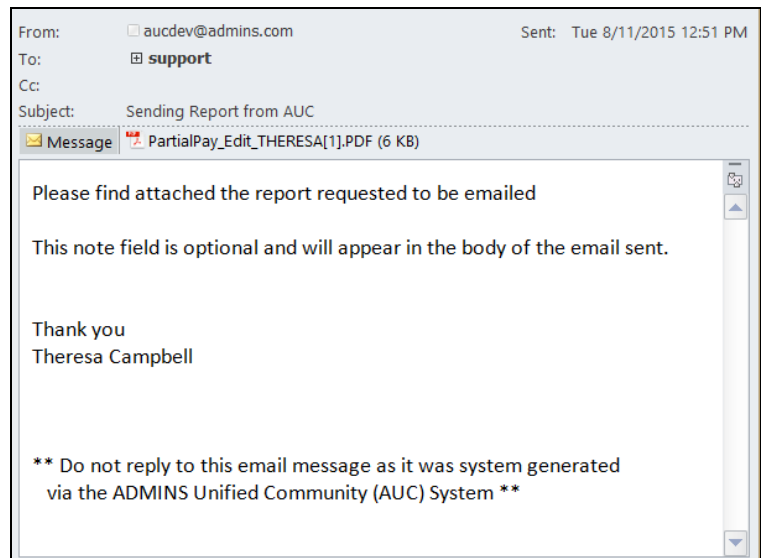 From: aucdev@admins.com Sent: Tue 8/11/2015 12:51 PM
To: support
Cc:
Subject: Sending Report from AUC
Message PartialPay_Edit_THERESA[1].PDF (6 KB)
Please find attached the report requested to be emailed
This note field is optional and will appear in the body of the email sent.
Thank you
Theresa Campbell
** Do not reply to this email message as it was system generated
via the ADMINS Unified Community (AUC) System **